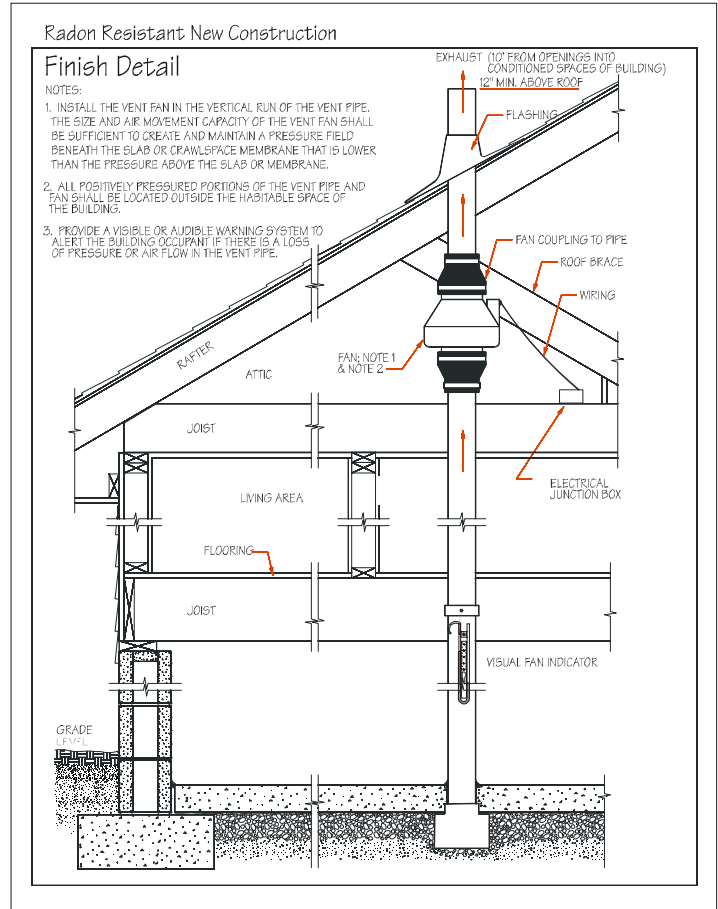 Radon Resistant New Construction
Finish Detail
NOTES:
1. INSTALL THE VENT FAN IN THE VERTICAL RUN OF THE VENT PIPE.
THE SIZE AND AIR MOVEMENT CAPACITY OF THE VENT FAN SHALL
BE SUFFICIENT TO CREATE AND MAINTAIN A PRESSURE FIELD
BENEATH THE SLAB OR CRAWLSPACE MEMBRANE THAT IS LOWER
THAN THE PRESSURE ABOVE THE SLAB OR MEMBRANE.
2. ALL POSITIVELY PRESSURED PORTIONS OF THE VENT PIPE AND
FAN SHALL BE LOCATED OUTSIDE THE HABITABLE SPACE OF
THE BUILDING.
3. PROVIDE A VISIBLE OR AUDIBLE WARNING SYSTEM TO
ALERT THE BUILDING OCCUPANT IF THERE IS A LOSS
OF PRESSURE OR AIR FLOW IN THE VENT PIPE.
EXHAUST (10' FROM OPENINGS INTO
CONDITIONED SPACES OF BUILDING)
12" MIN. ABOVE ROOF
FLASHING
FAN COUPLING TO PIPE
ROOF BRACE
WIRING
RAFTER
FAN; NOTE 1
& NOTE 2
ATTIC
JOIST
ELECTRICAL
JUNCTION BOX
LIVING AREA
FLOORING
JOIST
VISUAL FAN INDICATOR
GRADE
LEVEL